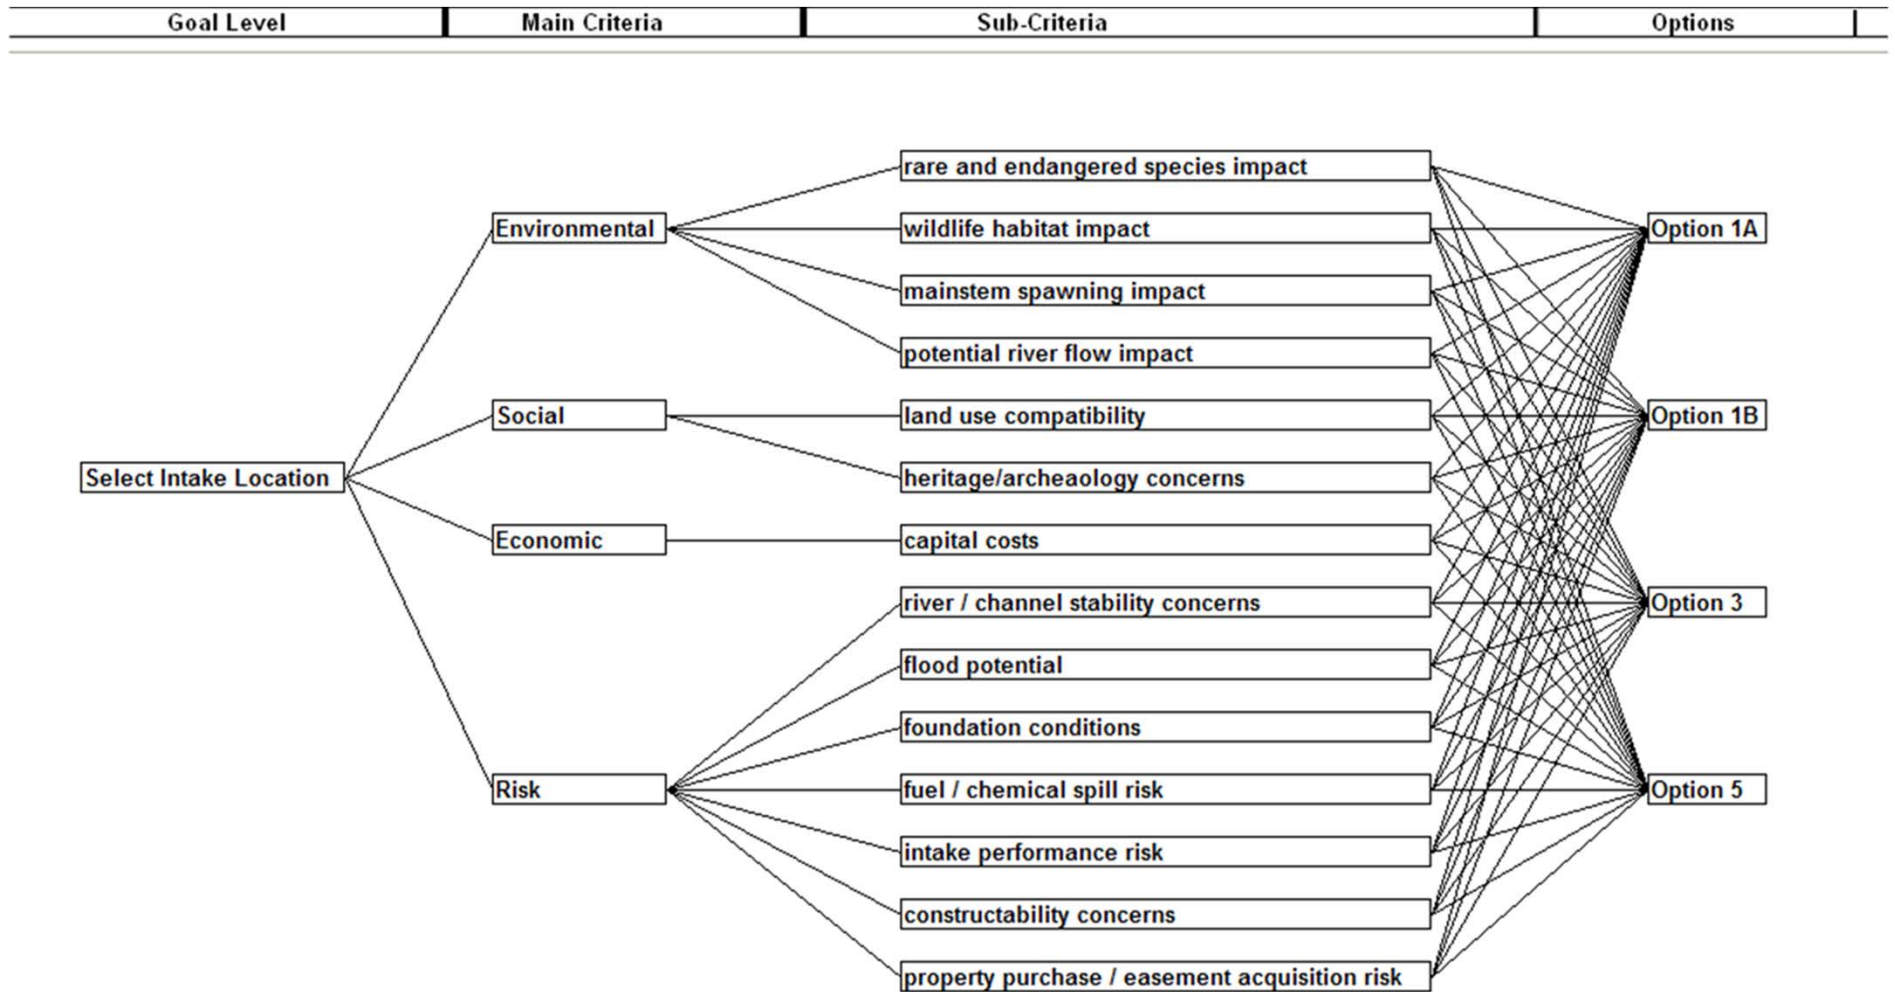 Goal Level
Main Criteria
Sub-Criteria
Options
Select Intake Location
Environmental
Social
Economic
Risk
rare and endangered species impact
wildlife habitat impact
mainstem spawning impact
potential river flow impact
land use compatibility
heritage/archeaology concerns
capital costs
river / channel stability concerns
flood potential
foundation conditions
fuel / chemical spill risk
intake performance risk
constructability concerns
property purchase / easement acquisition risk
Option 1A
Option 1B
Option 3
Option 5